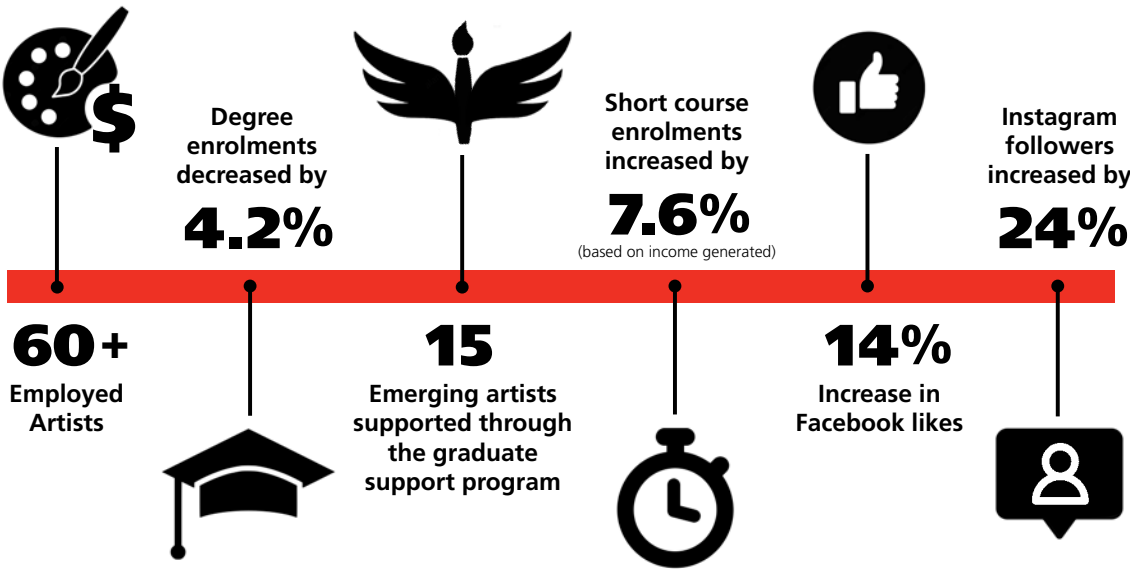 $
60+
Employed
Artists
Degree
enrolments
decreased by
4.2%
15
Emerging artists
supported through
the graduate
support program
Short course
enrolments
increased by
7.6%
(based on income generated)
14%
Increase in
Facebook likes
Instagram
followers
increased by
24%